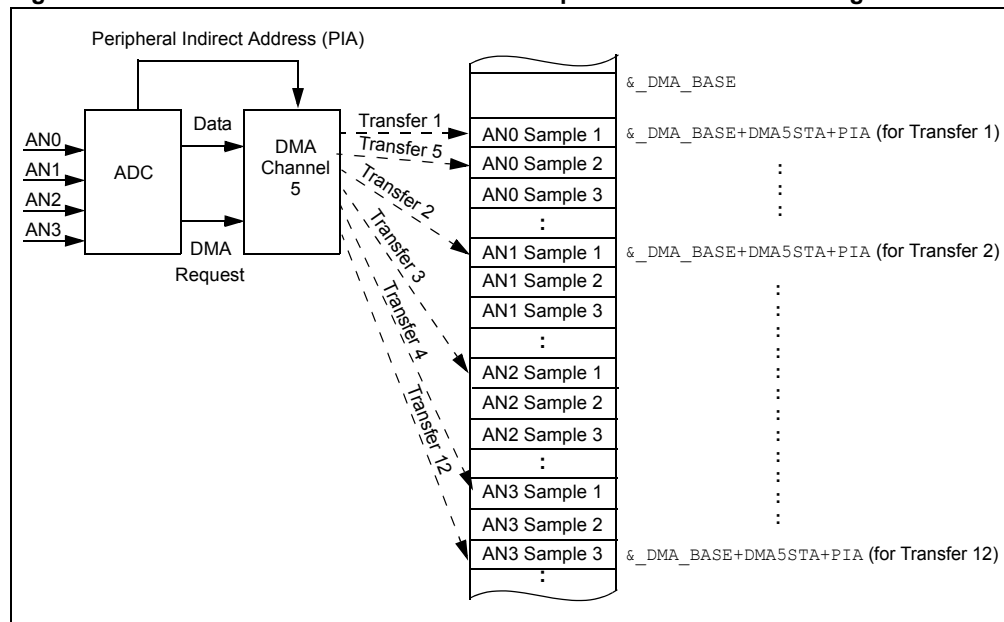 Peripheral Indirect Address (PIA)
AN0
AN1
AN2
AN3
ADC
Data
DMA
Request
DMA
Channel
5
Transfer 1
Transfer 5
Transfer 2
Transfer 3
Transfer 4
Transfer 12
AN0 Sample 1
AN0 Sample 2
AN0 Sample 3
:
AN1 Sample 1
AN1 Sample 2
AN1 Sample 3
:
AN2 Sample 1
AN2 Sample 2
AN2 Sample 3
:
AN3 Sample 1
AN3 Sample 2
AN3 Sample 3
:
&_DMA_BASE
&_DMA_BASE+DMA5STA+PIA (for Transfer 1)
&_DMA_BASE+DMA5STA+PIA (for Transfer 2)
&_DMA_BASE+DMA5STA+PIA (for Transfer 12)